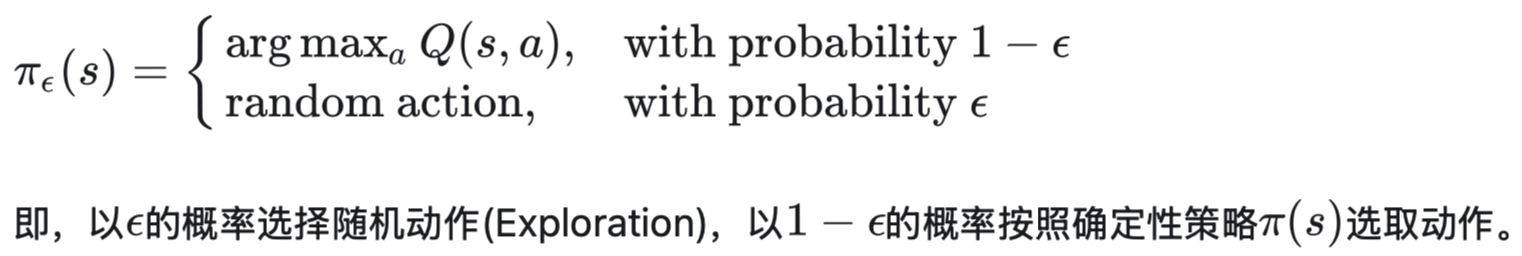 π_ϵ(s) = { arg max_a Q(s, a), with probability 1 − ϵ
random action, with probability ϵ
即，以ϵ的概率选择随机动作(Exploration)，以1 − ϵ的概率按照确定性策略π(s)选取动作。